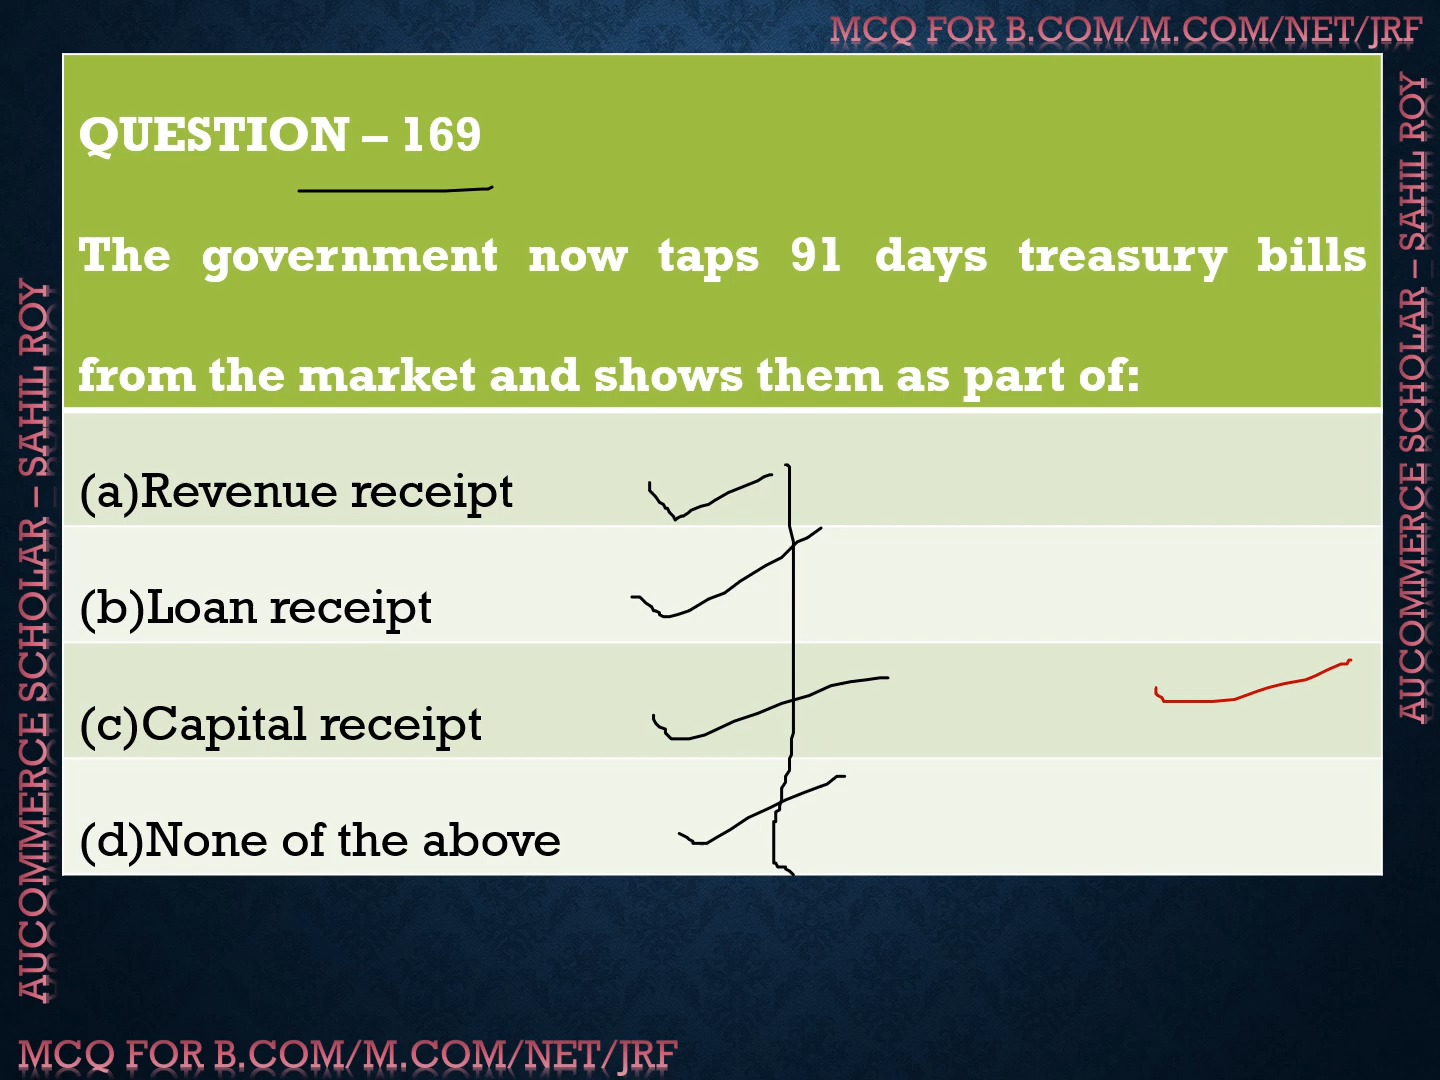 MCQ FOR B.COM/M.COM/NET/JRF
QUESTION – 169
The government now taps 91 days treasury bills
from the market and shows them as part of:
(a)Revenue receipt
(b)Loan receipt
(c)Capital receipt
(d)None of the above
AUCOMMERCE SCHOLAR – SAHIL ROY
AUCOMMERCE SCHOLAR – SAHIL ROY
MCQ FOR B.COM/M.COM/NET/JRF